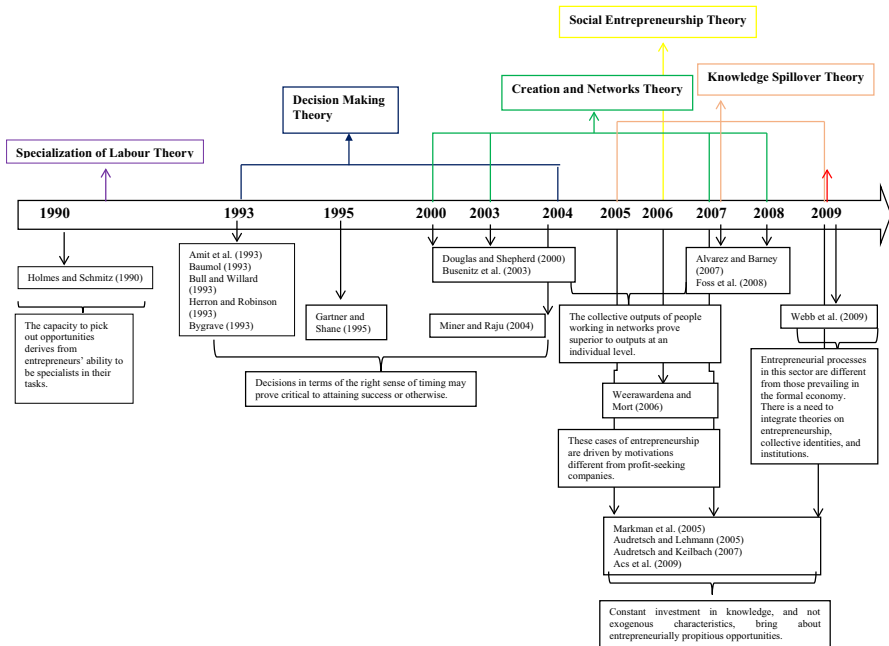 Social Entrepreneurship Theory
Knowledge Spillover Theory
Creation and Networks Theory
Decision Making
Theory
Specialization of Labour Theory
1990
1993
1995
2000
2003
2004
2005
2006
2007
2008
2009
Holmes and Schmitz (1990)
The capacity to pick
out opportunities
derives from
entrepreneurs' ability to
be specialists in their
tasks.
Amit et al. (1993)
Baumol (1993)
Bull and Willard
(1993)
Herron and Robinson
(1993)
Bygrave (1993)
Gartner and
Shane (1995)
Douglas and Shepherd (2000)
Busenitz et al. (2003)
Miner and Raju (2004)
Decisions in terms of the right sense of timing may
prove critical to attaining success or otherwise.
Alvarez and Barney
(2007)
Foss et al. (2008)
The collective outputs of people
working in networks prove
superior to outputs at an
individual level.
Weerawardena and
Mort (2006)
These cases of entrepreneurship
are driven by motivations
different from profit-seeking
companies.
Webb et al. (2009)
Entrepreneurial processes
in this sector are different
from those prevailing in
the formal economy.
There is a need to
integrate theories on
entrepreneurship,
collective identities, and
institutions.
Markman et al. (2005)
Audretsch and Lehmann (2005)
Audretsch and Keilbach (2007)
Acs et al. (2009)
Constant investment in knowledge, and not
exogenous characteristics, bring about
entrepreneurially propitious opportunities.